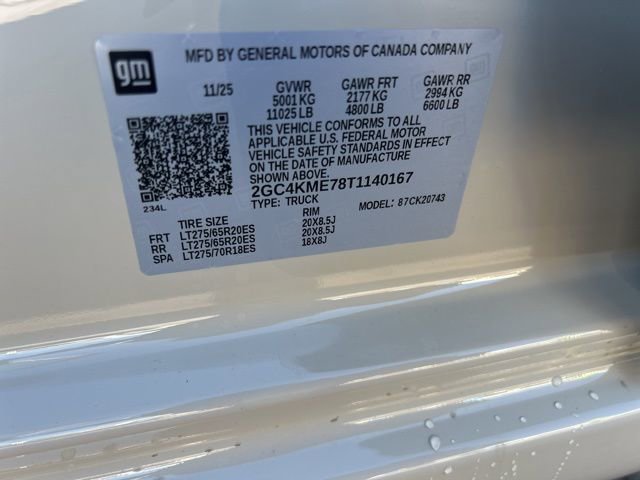 MFD BY GENERAL MOTORS OF CANADA COMPANY
gm
11/25 GVWR GAWR FRT GAWR RR
5001 KG 2177 KG 2994 KG
11025 LB 4800 LB 6600 LB
THIS VEHICLE CONFORMS TO ALL
APPLICABLE U.S. FEDERAL MOTOR
VEHICLE SAFETY STANDARDS IN EFFECT
ON THE DATE OF MANUFACTURE
SHOWN ABOVE.
2GC4KME78T1140167
234L
TYPE: TRUCK MODEL: 87CK20743
TIRE SIZE RIM
FRT LT275/65R20ES 20X8.5J
RR LT275/65R20ES 20X8.5J
SPA LT275/70R18ES 18X8J